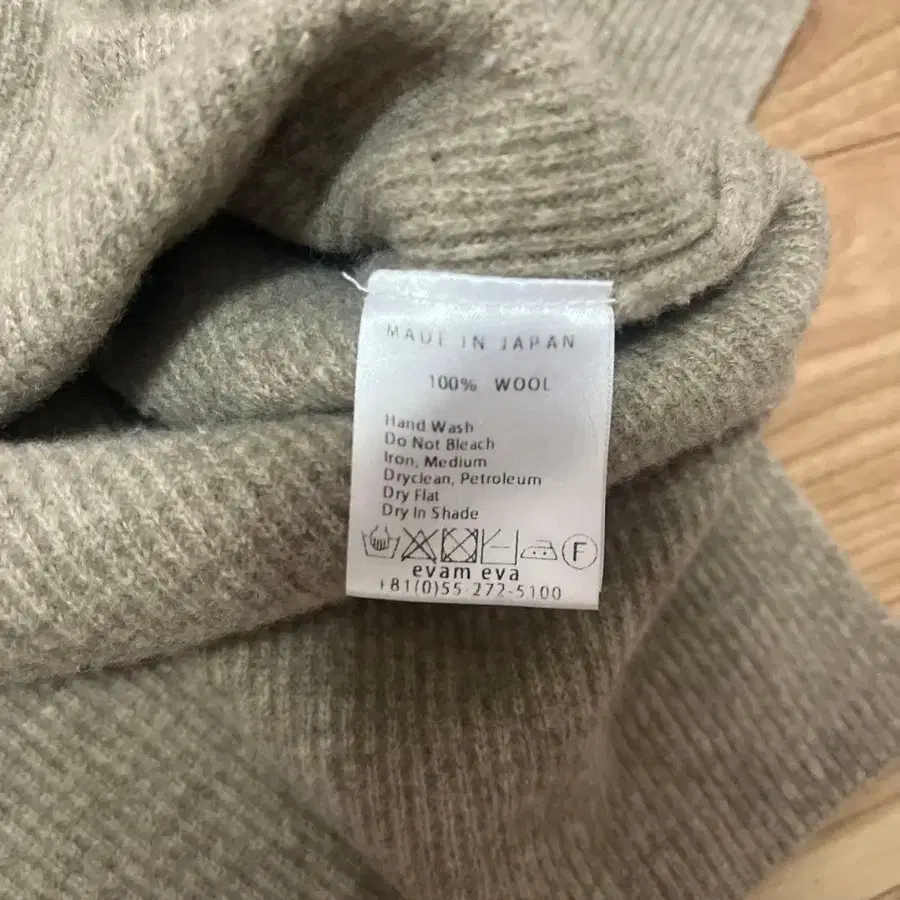 MADE IN JAPAN
100% WOOL
Hand Wash
Do Not Bleach
Iron, Medium
Dryclean, Petroleum
Dry Flat
Dry In Shade
F
evam eva
+81(0)55-272-5100